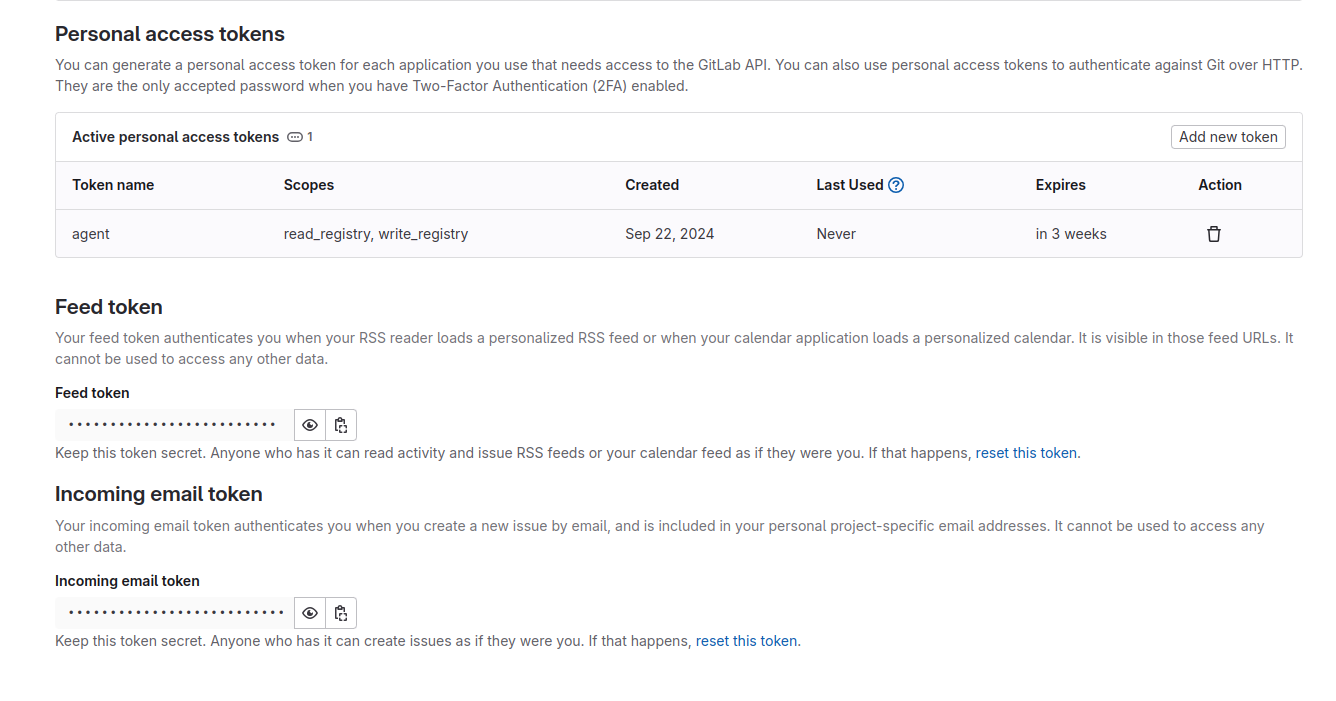 Personal access tokens
You can generate a personal access token for each application you use that needs access to the GitLab API. You can also use personal access tokens to authenticate against Git over HTTP.
They are the only accepted password when you have Two-Factor Authentication (2FA) enabled.
Active personal access tokens 1 Add new token
Token name Scopes Created Last Used Expires Action
agent read_registry, write_registry Sep 22, 2024 Never in 3 weeks
Feed token
Your feed token authenticates you when your RSS reader loads a personalized RSS feed or when your calendar application loads a personalized calendar. It is visible in those feed URLs. It
cannot be used to access any other data.
Feed token
Keep this token secret. Anyone who has it can read activity and issue RSS feeds or your calendar feed as if they were you. If that happens, reset this token.
Incoming email token
Your incoming email token authenticates you when you create a new issue by email, and is included in your personal project-specific email addresses. It cannot be used to access any
other data.
Incoming email token
Keep this token secret. Anyone who has it can create issues as if they were you. If that happens, reset this token.